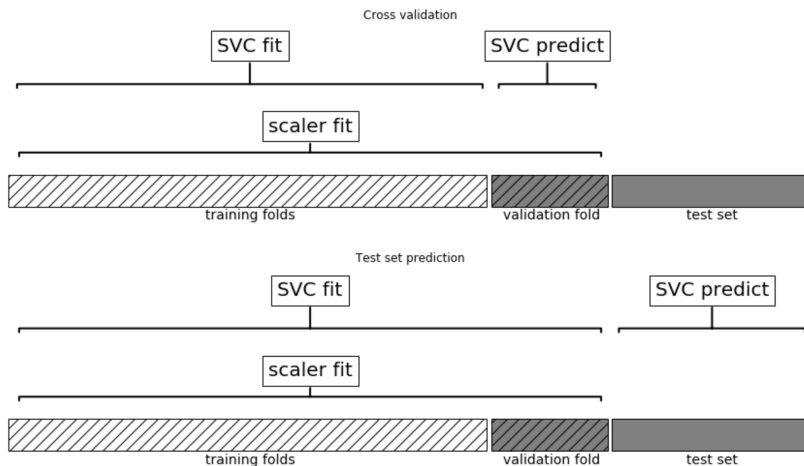 Cross validation
SVC fit
SVC predict
scaler fit
training folds
validation fold
test set
Test set prediction
SVC fit
SVC predict
scaler fit
training folds
validation fold
test set